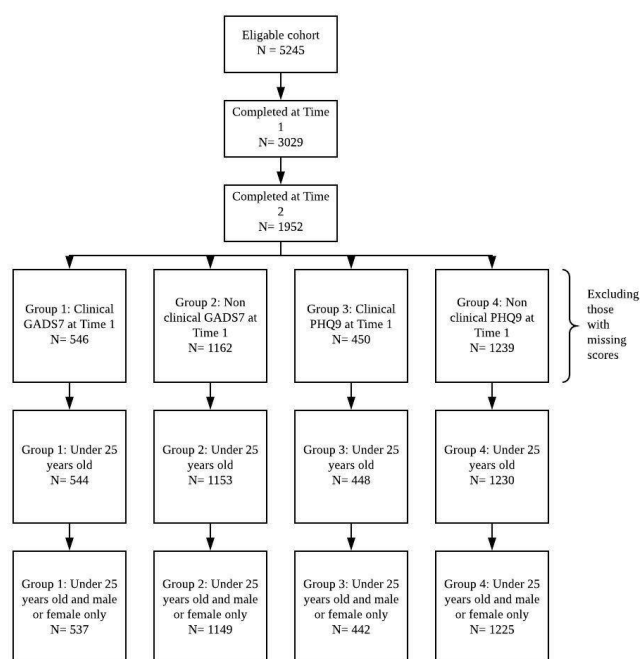 Eligable cohort
N = 5245
Completed at Time
1
N= 3029
Completed at Time
2
N= 1952
Group 1: Clinical
GADS7 at Time 1
N= 546
Group 2: Non
clinical GADS7 at
Time 1
N= 1162
Group 3: Clinical
PHQ9 at Time 1
N= 450
Group 4: Non
clinical PHQ9 at
Time 1
N= 1239
Excluding
those
with
missing
scores
Group 1: Under 25
years old
N= 544
Group 2: Under 25
years old
N= 1153
Group 3: Under 25
years old
N= 448
Group 4: Under 25
years old
N= 1230
Group 1: Under 25
years old and male
or female only
N= 537
Group 2: Under 25
years old and male
or female only
N= 1149
Group 3: Under 25
years old and male
or female only
N= 442
Group 4: Under 25
years old and male
or female only
N= 1225